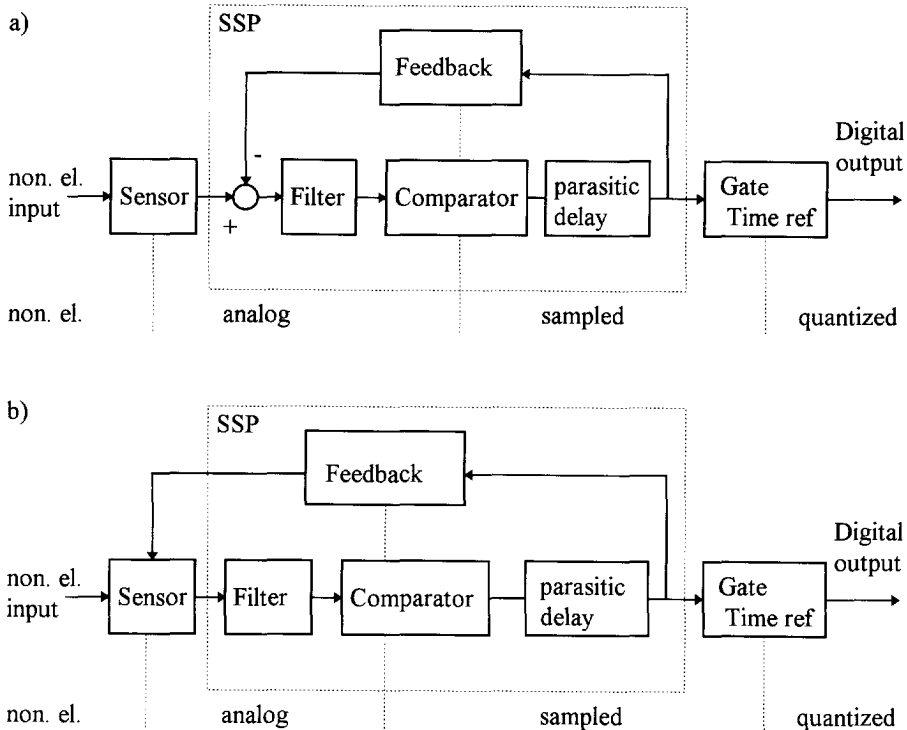 a)
SSP
Feedback
Digital
output
non. el.
input
Sensor
-
+
Filter
Comparator
parasitic
delay
Gate
Time ref
non. el.
analog
sampled
quantized
b)
SSP
Feedback
Digital
output
non. el.
input
Sensor
Filter
Comparator
parasitic
delay
Gate
Time ref
non. el.
analog
sampled
quantized